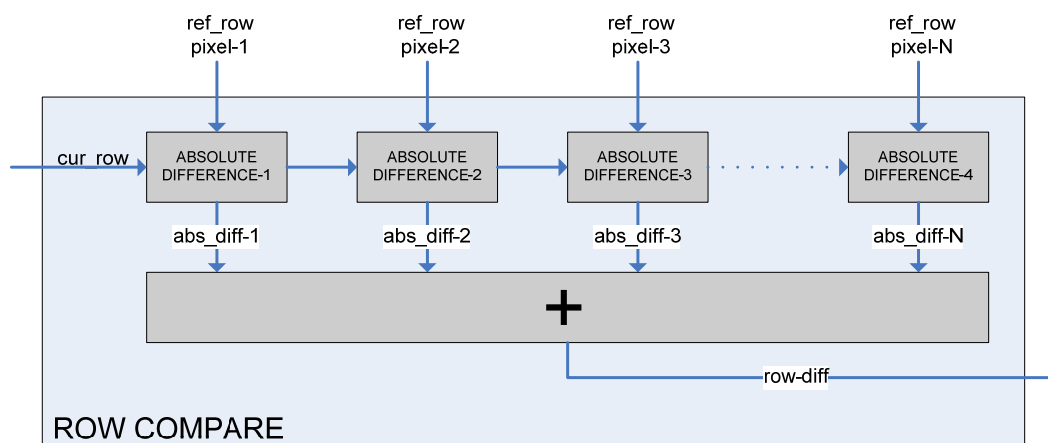 ref_row
pixel-1
ref_row
pixel-2
ref_row
pixel-3
ref_row
pixel-N
cur_row
ABSOLUTE
DIFFERENCE-1
ABSOLUTE
DIFFERENCE-2
ABSOLUTE
DIFFERENCE-3
ABSOLUTE
DIFFERENCE-4
abs_diff-1
abs_diff-2
abs_diff-3
abs_diff-N
+
row-diff
ROW COMPARE